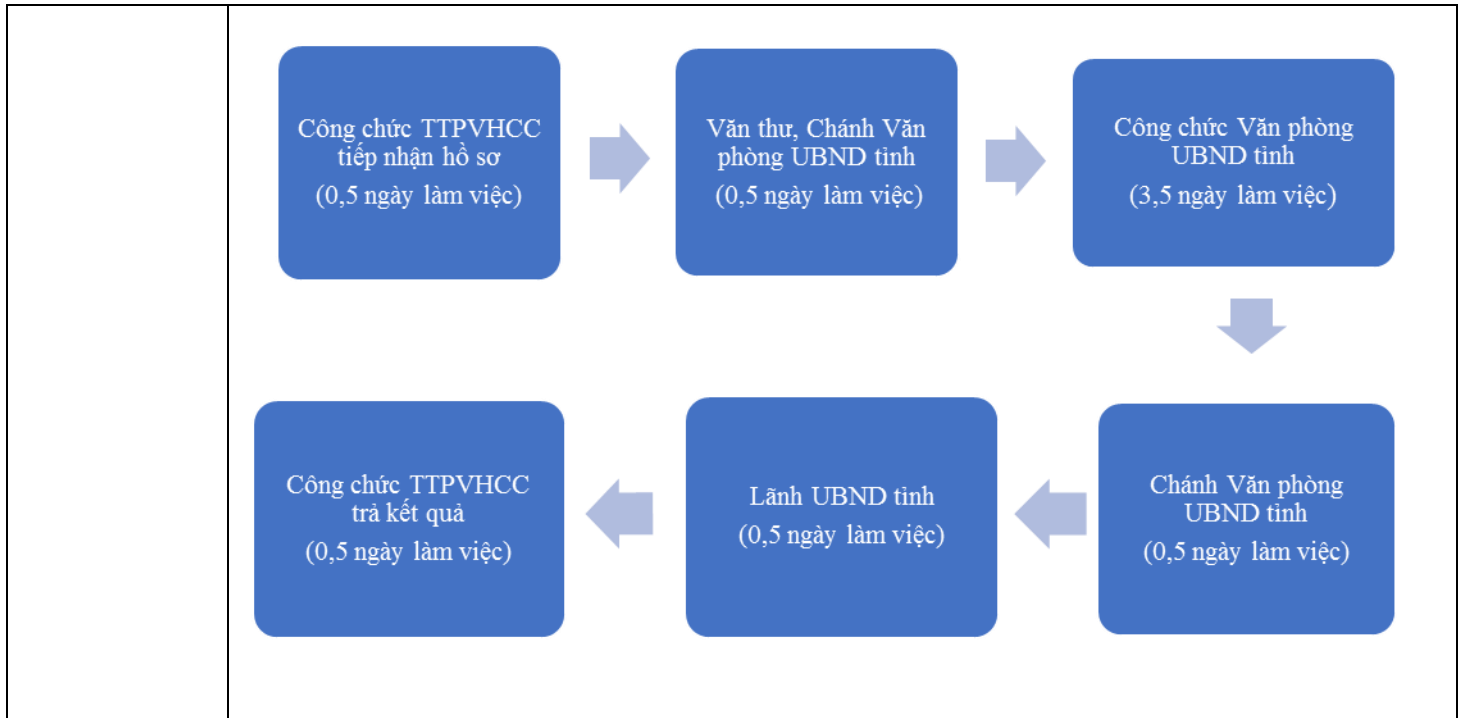 Công chức TTPVHCC
tiếp nhận hồ sơ
(0,5 ngày làm việc)
Văn thư, Chánh Văn
phòng UBND tỉnh
(0,5 ngày làm việc)
Công chức Văn phòng
UBND tỉnh
(3,5 ngày làm việc)
Chánh Văn phòng
UBND tỉnh
(0,5 ngày làm việc)
Lãnh UBND tỉnh
(0,5 ngày làm việc)
Công chức TTPVHCC
trả kết quả
(0,5 ngày làm việc)